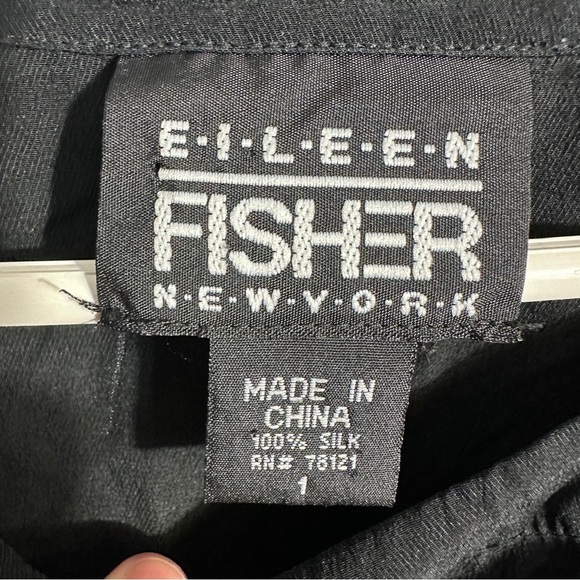 E·I·L·E·E·N
FISHER
N·E·W·Y·O·R·K
MADE IN
CHINA
100% SILK
RN# 78121
1